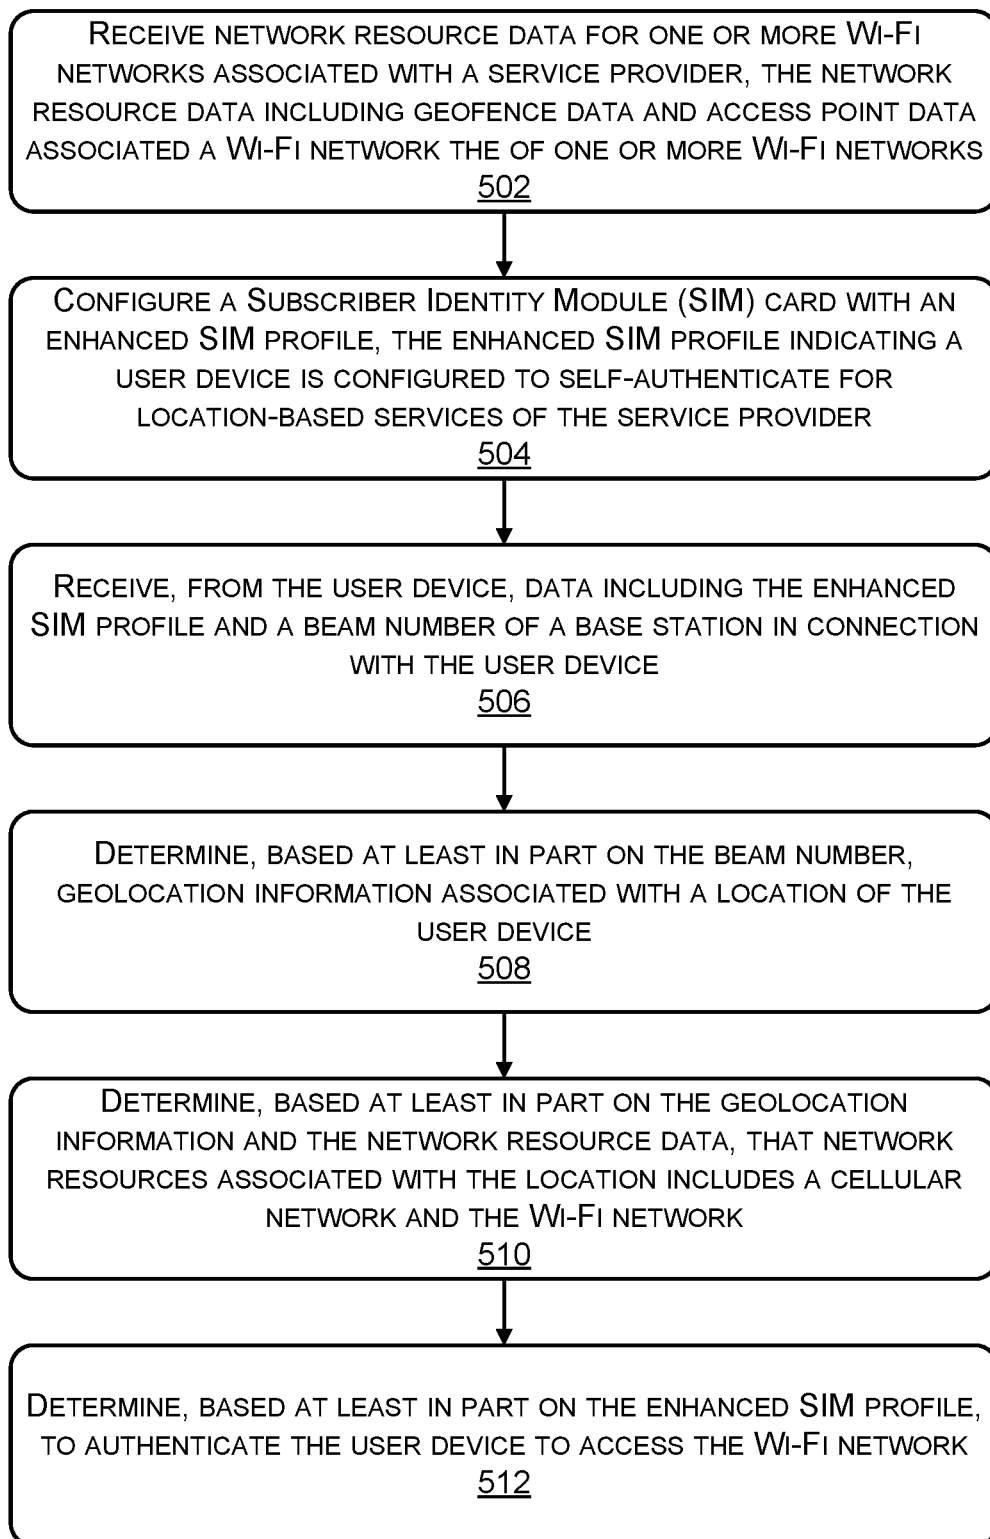 RECEIVE NETWORK RESOURCE DATA FOR ONE OR MORE WI-FI
NETWORKS ASSOCIATED WITH A SERVICE PROVIDER, THE NETWORK
RESOURCE DATA INCLUDING GEOFENCE DATA AND ACCESS POINT DATA
ASSOCIATED A WI-FI NETWORK THE OF ONE OR MORE WI-FI NETWORKS
502
CONFIGURE A SUBSCRIBER IDENTITY MODULE (SIM) CARD WITH AN
ENHANCED SIM PROFILE, THE ENHANCED SIM PROFILE INDICATING A
USER DEVICE IS CONFIGURED TO SELF-AUTHENTICATE FOR
LOCATION-BASED SERVICES OF THE SERVICE PROVIDER
504
RECEIVE, FROM THE USER DEVICE, DATA INCLUDING THE ENHANCED
SIM PROFILE AND A BEAM NUMBER OF A BASE STATION IN CONNECTION
WITH THE USER DEVICE
506
DETERMINE, BASED AT LEAST IN PART ON THE BEAM NUMBER,
GEOLOCATION INFORMATION ASSOCIATED WITH A LOCATION OF THE
USER DEVICE
508
DETERMINE, BASED AT LEAST IN PART ON THE GEOLOCATION
INFORMATION AND THE NETWORK RESOURCE DATA, THAT NETWORK
RESOURCES ASSOCIATED WITH THE LOCATION INCLUDES A CELLULAR
NETWORK AND THE WI-FI NETWORK
510
DETERMINE, BASED AT LEAST IN PART ON THE ENHANCED SIM PROFILE,
TO AUTHENTICATE THE USER DEVICE TO ACCESS THE WI-FI NETWORK
512